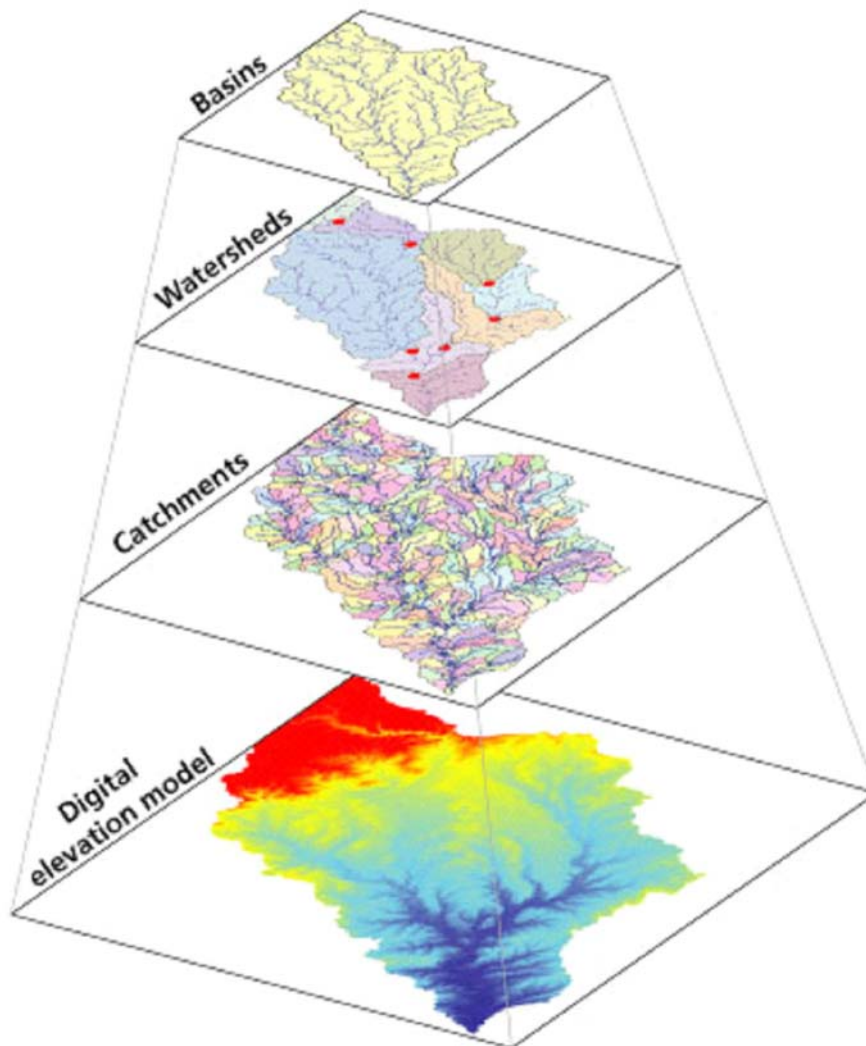 Basins
Watersheds
Catchments
Digital
elevation model